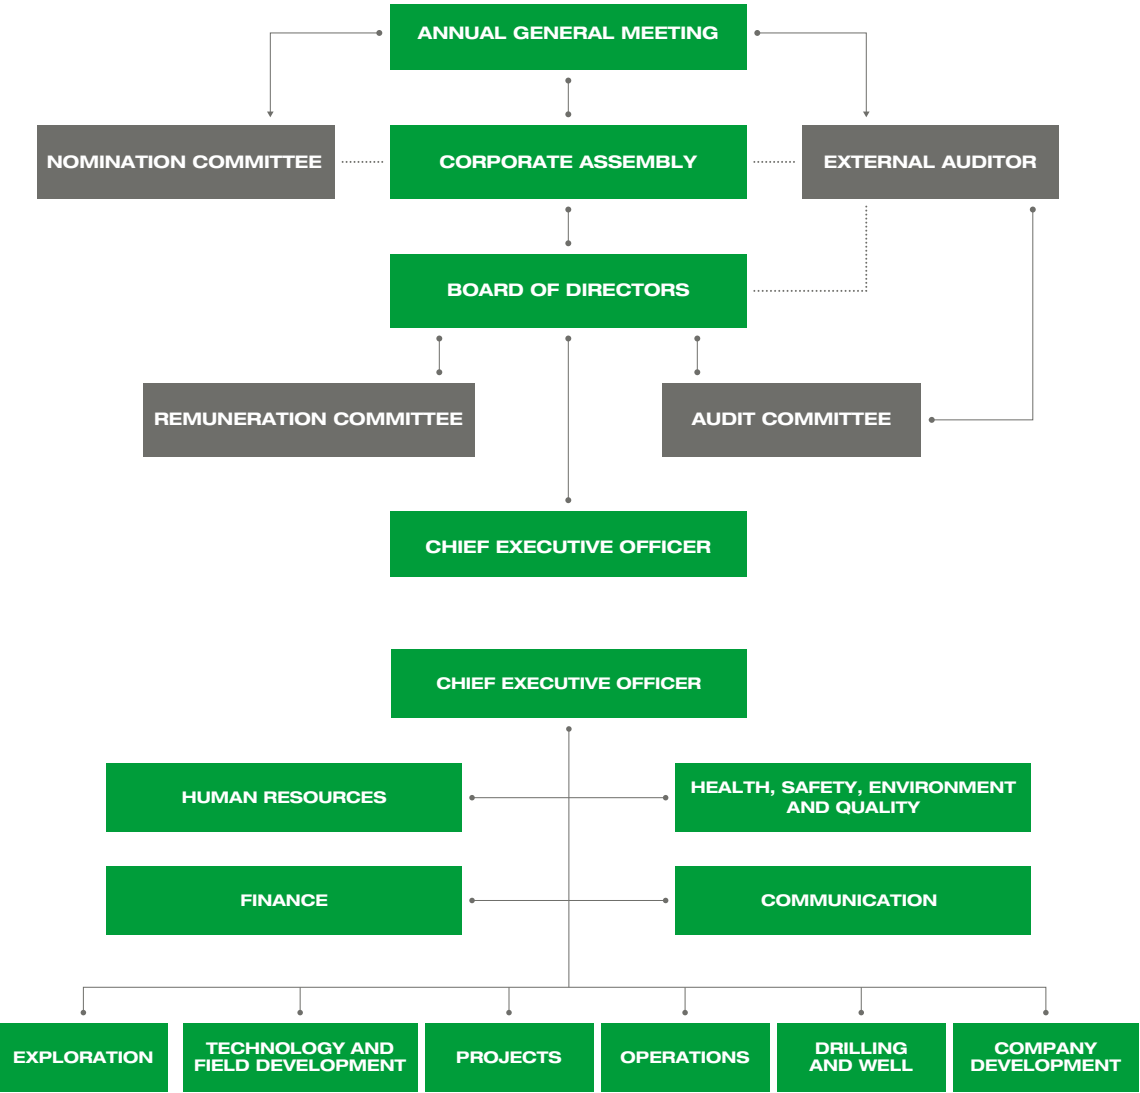 ANNUAL GENERAL MEETING
NOMINATION COMMITTEE
CORPORATE ASSEMBLY
EXTERNAL AUDITOR
BOARD OF DIRECTORS
REMUNERATION COMMITTEE
AUDIT COMMITTEE
CHIEF EXECUTIVE OFFICER
CHIEF EXECUTIVE OFFICER
HUMAN RESOURCES
HEALTH, SAFETY, ENVIRONMENT
AND QUALITY
FINANCE
COMMUNICATION
EXPLORATION
TECHNOLOGY AND
FIELD DEVELOPMENT
PROJECTS
OPERATIONS
DRILLING
AND WELL
COMPANY
DEVELOPMENT